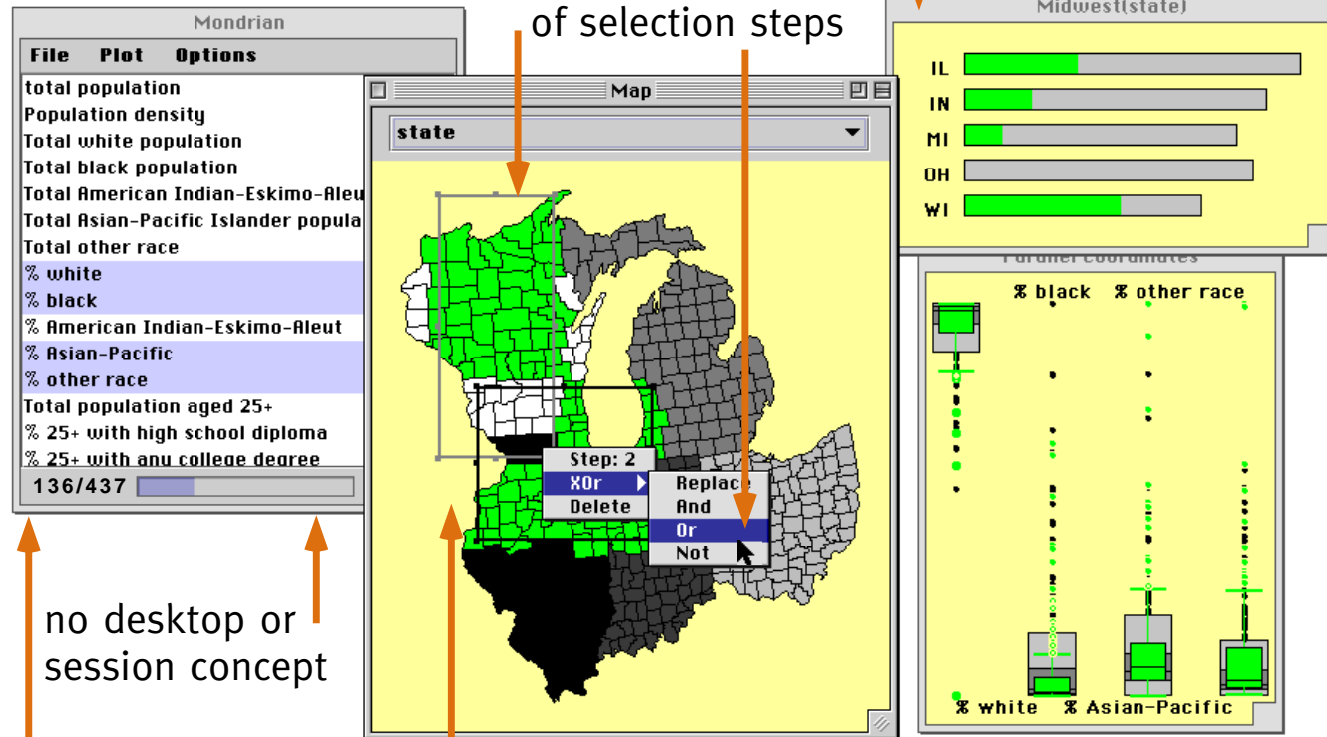 of selection steps
Mondrian
File Plot Options
total population
Population density
Total white population
Total black population
Total American Indian-Eskimo-Aleu
Total Asian-Pacific Islander popula
Total other race
% white
% black
% American Indian-Eskimo-Aleut
% Asian-Pacific
% other race
Total population aged 25+
% 25+ with high school diploma
% 25+ with any college degree
136/437
no desktop or
session concept
Map
state
Step: 2
XOr
Delete
Replace
And
Or
Not
Midwest(state)
IL
IN
MI
OH
WI
Parallel coordinates
% black % other race
% white % Asian-Pacific